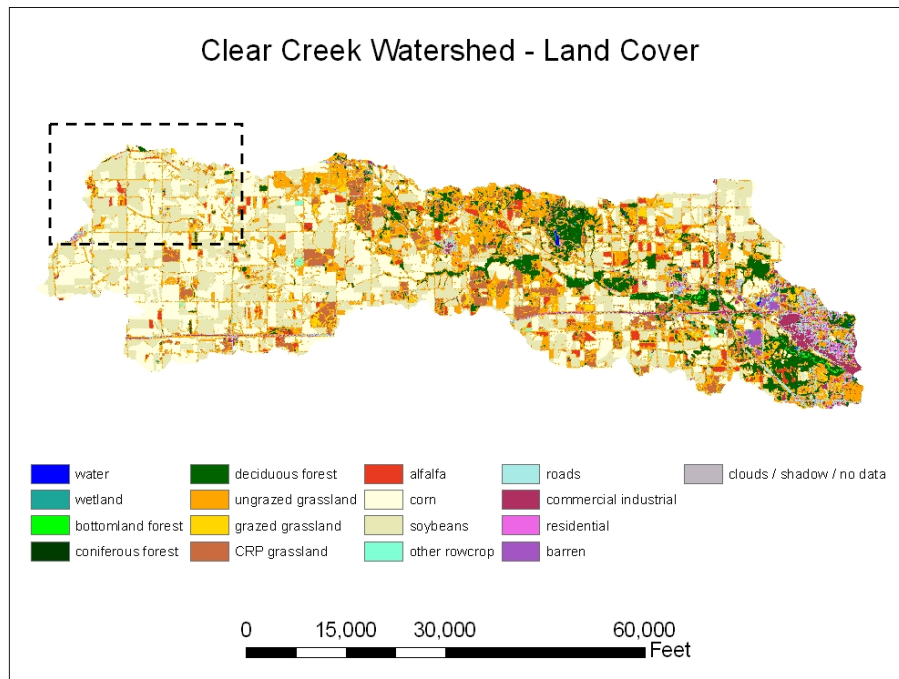 Clear Creek Watershed - Land Cover
water
deciduous forest
alfalfa
roads
clouds / shadow / no data
wetland
ungrazed grassland
corn
commercial industrial
bottomland forest
grazed grassland
soybeans
residential
coniferous forest
CRP grassland
other rowcrop
barren
0 15,000 30,000 60,000
Feet